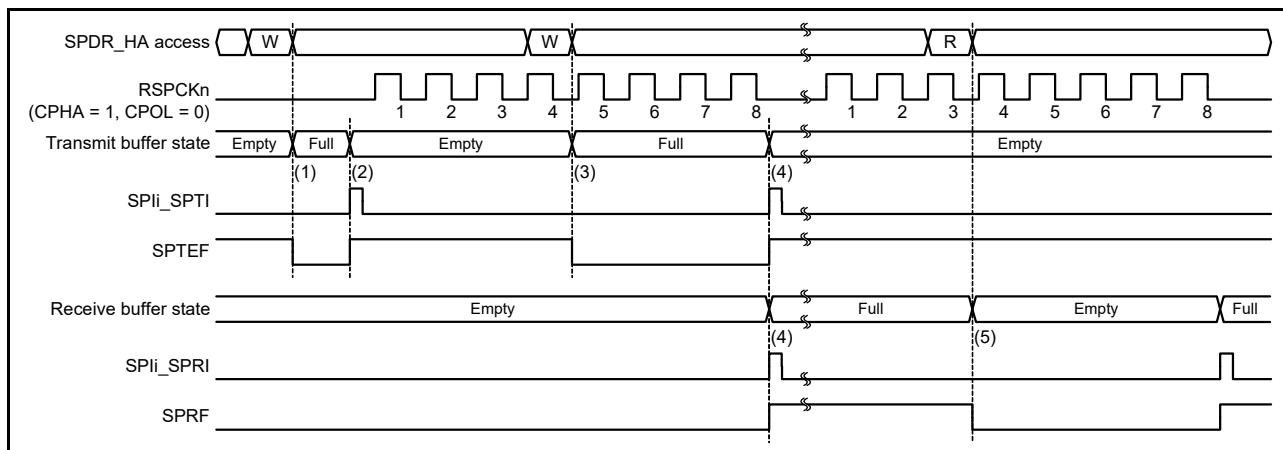 SPDR_HA access W W R
RSPCKn
(CPHA = 1, CPOL = 0) 1 2 3 4 5 6 7 8 1 2 3 4 5 6 7 8
Transmit buffer state Empty Full Empty Full Empty
(1) (2) (3) (4)
SPIi_SPTI
SPTEF
Receive buffer state Empty Full Empty Full
(4) (5)
SPIi_SPRI
SPRF